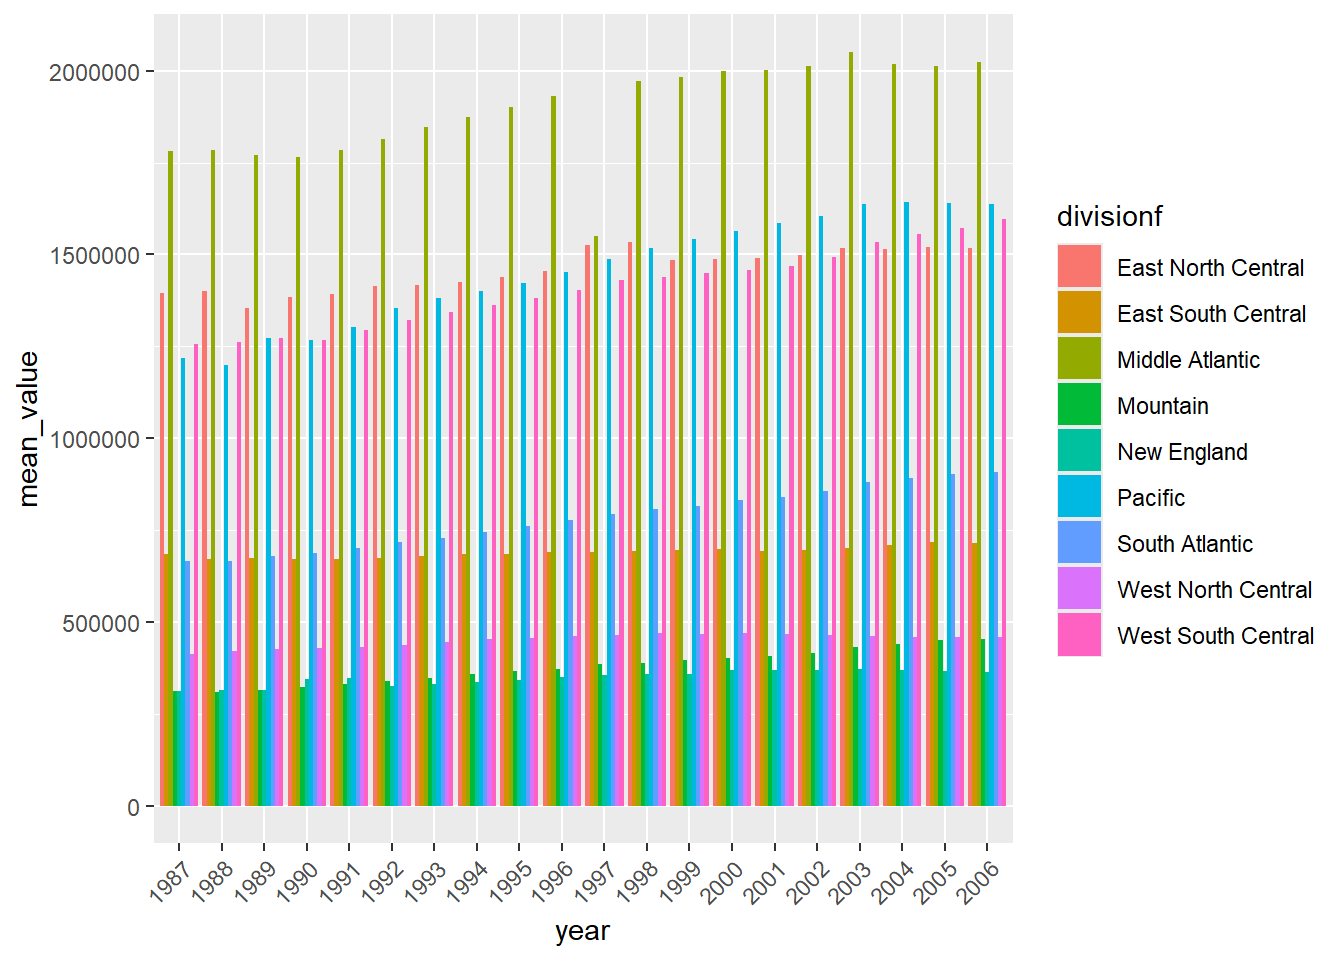 2000000
1500000
1000000
500000
0
mean_value
1987 1988 1989 1990 1991 1992 1993 1994 1995 1996 1997 1998 1999 2000 2001 2002 2003 2004 2005 2006
year
divisionf
East North Central
East South Central
Middle Atlantic
Mountain
New England
Pacific
South Atlantic
West North Central
West South Central